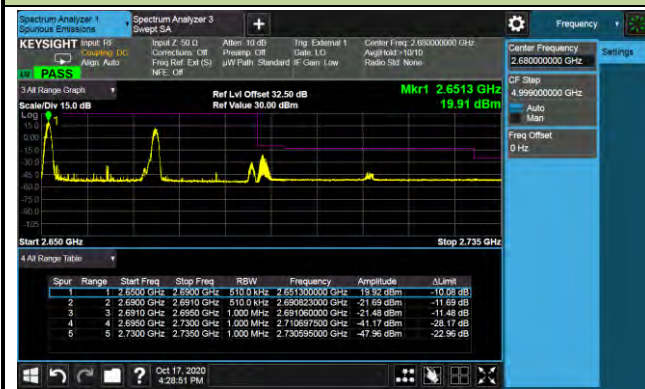 Spectrum Analyzer 1
Spurious Emissions
Spectrum Analyzer 3
Swept SA
Frequency
KEYSIGHT
Input: RF
Coupling: DC
Align: Auto
Input Z: 50 Ω
Corrections: Off
Freq Ref: Ext (S)
NFE: Off
Atten: 10 dB
Preamp: Off
µW Path: Standard
Trig: External 1
Gate: LO
IF Gain: Low
Center Freq: 2.680000000 GHz
Avg|Hold:>10/10
Radio Std: None
PASS
Center Frequency
2.680000000 GHz
Settings
CF Step
4.999000000 GHz
Auto
Man
Freq Offset
0 Hz
3 All Range Graph
Scale/Div 15.0 dB
Ref Lvl Offset 32.50 dB
Ref Value 30.00 dBm
Mkr1 2.6513 GHz
19.91 dBm
Log
15.0
0.00
-15.0
-30.0
-45.0
-60.0
-75.0
-90.0
-105
1
Start 2.650 GHz
Stop 2.735 GHz
4 All Range Table
Spur Range Start Freq Stop Freq RBW Frequency Amplitude ΔLimit
1 1 2.6500 GHz 2.6900 GHz 510.0 kHz 2.651300000 GHz 19.92 dBm -10.08 dB
2 2 2.6900 GHz 2.6910 GHz 510.0 kHz 2.690823000 GHz -21.69 dBm -11.69 dB
3 3 2.6910 GHz 2.6950 GHz 1.000 MHz 2.691060000 GHz -21.48 dBm -11.48 dB
4 4 2.6950 GHz 2.7300 GHz 1.000 MHz 2.710697500 GHz -41.17 dBm -28.17 dB
5 5 2.7300 GHz 2.7350 GHz 1.000 MHz 2.730595000 GHz -47.96 dBm -22.96 dB
Oct 17, 2020
4:28:51 PM